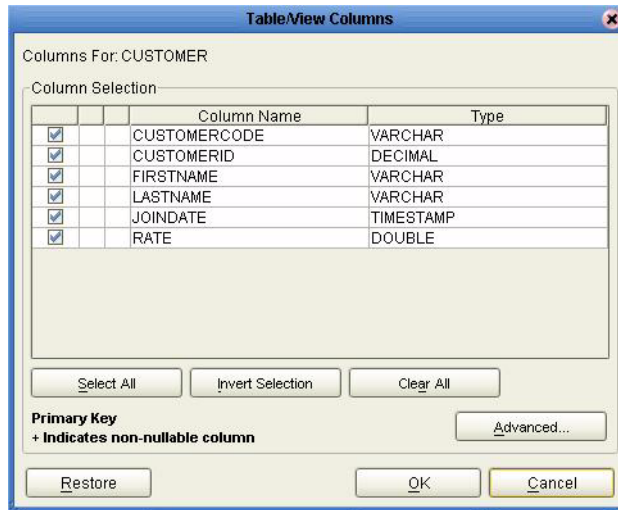 Table/View Columns
Columns For: CUSTOMER
Column Selection
Column Name Type
CUSTOMERCODE VARCHAR
CUSTOMERID DECIMAL
FIRSTNAME VARCHAR
LASTNAME VARCHAR
JOINDATE TIMESTAMP
RATE DOUBLE
Select All Invert Selection Clear All
Primary Key
+ Indicates non-nullable column
Advanced...
Restore OK Cancel